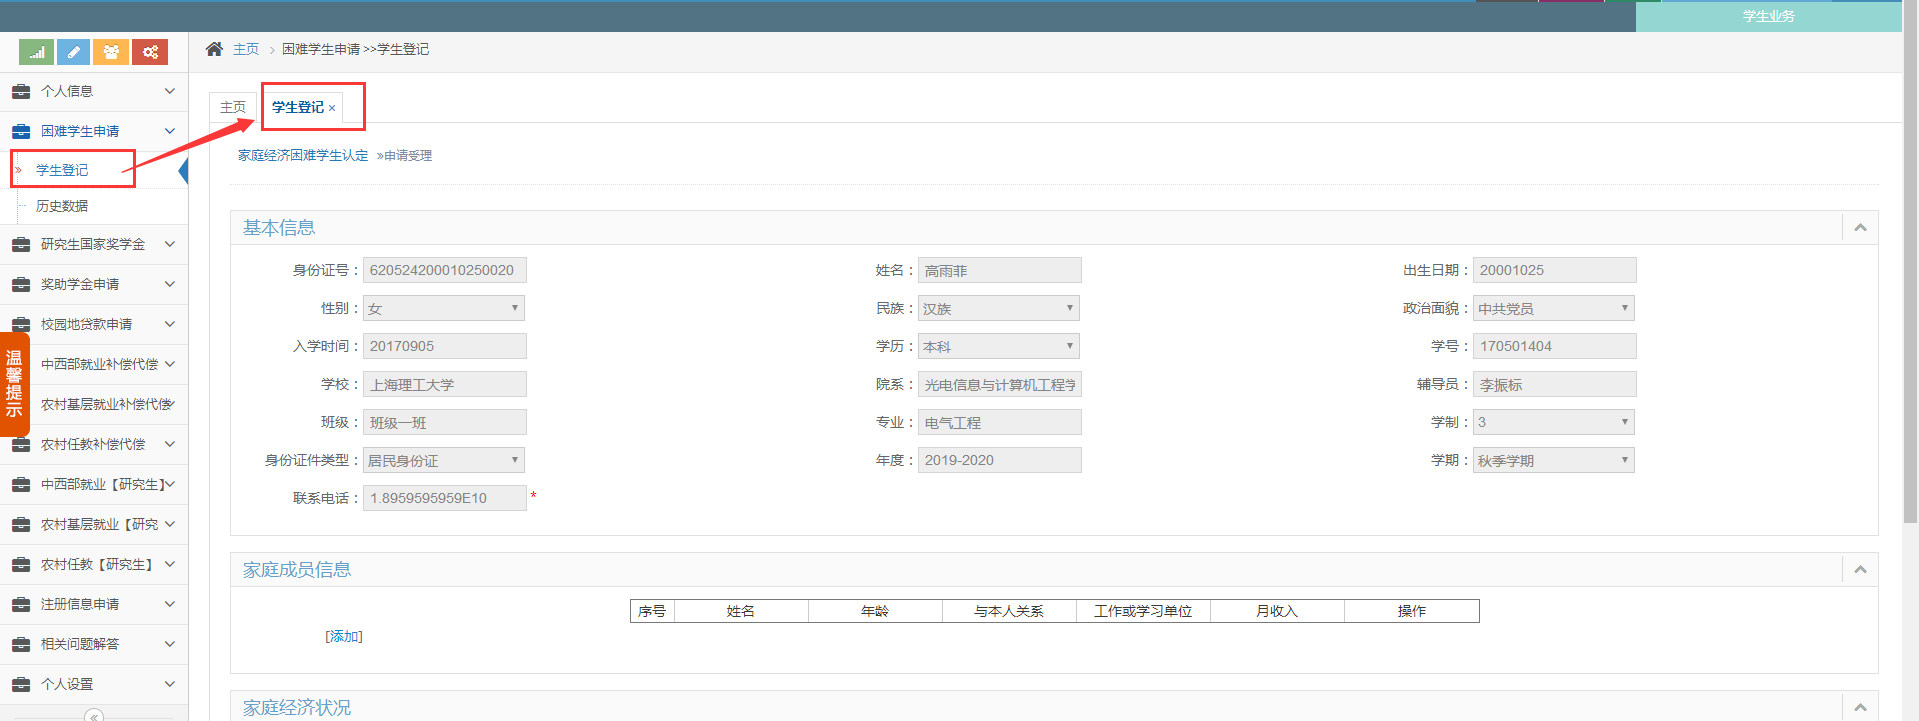 学生业务
主页 > 困难学生申请 >>学生登记
个人信息
困难学生申请
» 学生登记
历史数据
研究生国家奖学金
奖助学金申请
校园地贷款申请
中西部就业补偿代偿
农村基层就业补偿代偿
农村任教补偿代偿
中西部就业【研究生】
农村基层就业【研究
农村任教【研究生】
注册信息申请
相关问题解答
个人设置
«
温馨提示
主页 学生登记 ×
家庭经济困难学生认定 »申请受理
基本信息
身份证号： 620524200010250020 姓名： 高雨菲 出生日期： 20001025
性别： 女 民族： 汉族 政治面貌： 中共党员
入学时间： 20170905 学历： 本科 学号： 170501404
学校： 上海理工大学 院系： 光电信息与计算机工程学 辅导员： 李振标
班级： 班级一班 专业： 电气工程 学制： 3
身份证件类型： 居民身份证 年度： 2019-2020 学期： 秋季学期
联系电话： 1.8959595959E10 *
家庭成员信息
序号 姓名 年龄 与本人关系 工作或学习单位 月收入 操作
[添加]
家庭经济状况